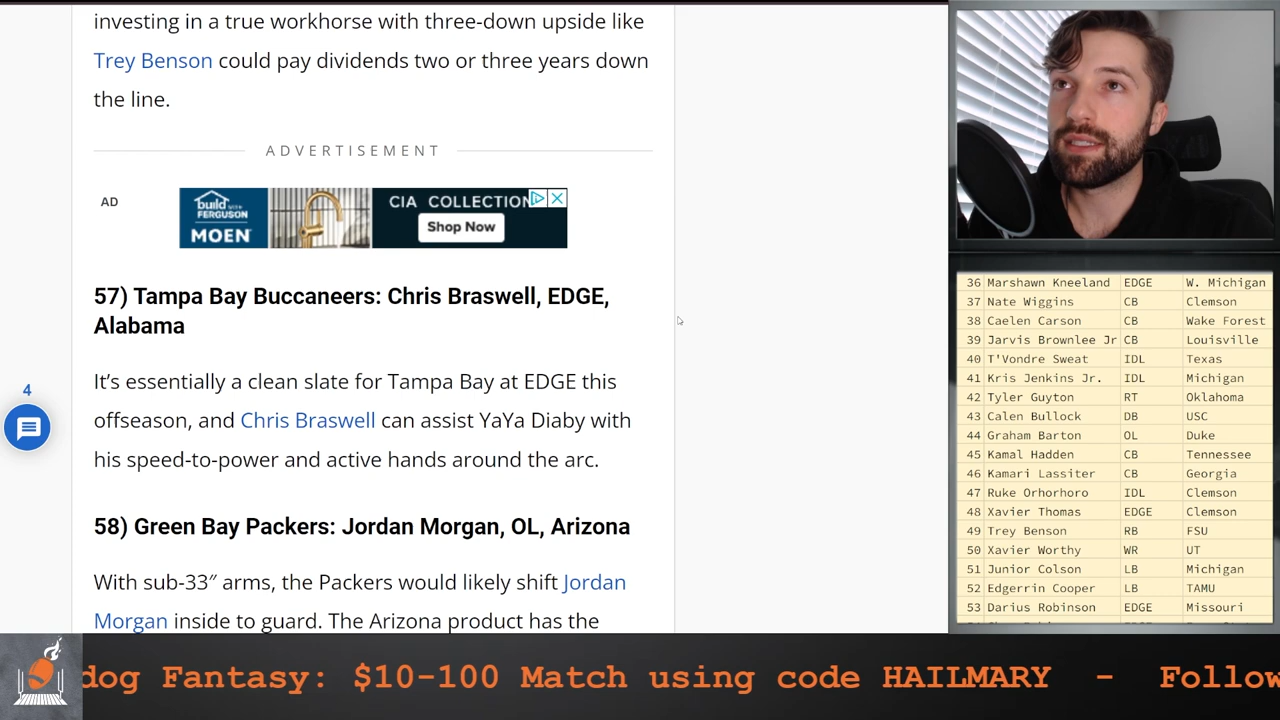 investing in a true workhorse with three-down upside like
Trey Benson could pay dividends two or three years down
the line.
ADVERTISEMENT
AD
build with
FERGUSON
MOEN
CIA COLLECTION
Shop Now
57) Tampa Bay Buccaneers: Chris Braswell, EDGE,
Alabama
It's essentially a clean slate for Tampa Bay at EDGE this
offseason, and Chris Braswell can assist YaYa Diaby with
his speed-to-power and active hands around the arc.
4
58) Green Bay Packers: Jordan Morgan, OL, Arizona
With sub-33″ arms, the Packers would likely shift Jordan
Morgan inside to guard. The Arizona product has the
36 Marshawn Kneeland EDGE W. Michigan
37 Nate Wiggins CB Clemson
38 Caelen Carson CB Wake Forest
39 Jarvis Brownlee Jr CB Louisville
40 T'Vondre Sweat IDL Texas
41 Kris Jenkins Jr. IDL Michigan
42 Tyler Guyton RT Oklahoma
43 Calen Bullock DB USC
44 Graham Barton OL Duke
45 Kamal Hadden CB Tennessee
46 Kamari Lassiter CB Georgia
47 Ruke Orhorhoro IDL Clemson
48 Xavier Thomas EDGE Clemson
49 Trey Benson RB FSU
50 Xavier Worthy WR UT
51 Junior Colson LB Michigan
52 Edgerrin Cooper LB TAMU
53 Darius Robinson EDGE Missouri
dog Fantasy: $10-100 Match using code HAILMARY - Follow